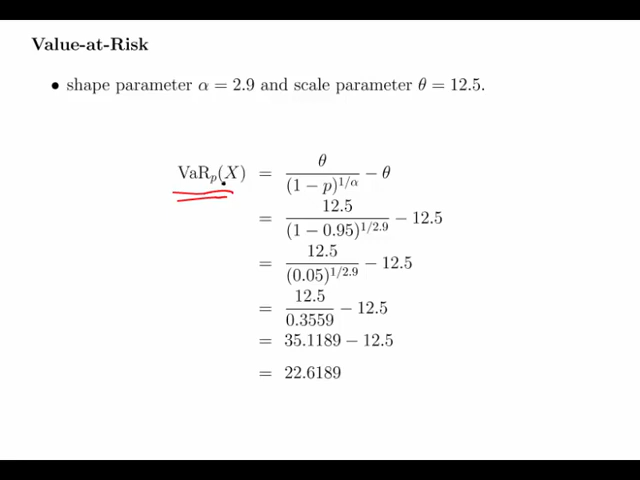 Value-at-Risk
• shape parameter α = 2.9 and scale parameter θ = 12.5.
VaRₚ(X) = θ / (1 − p)^{1/α} − θ
= 12.5 / (1 − 0.95)^{1/2.9} − 12.5
= 12.5 / (0.05)^{1/2.9} − 12.5
= 12.5 / 0.3559 − 12.5
= 35.1189 − 12.5
= 22.6189